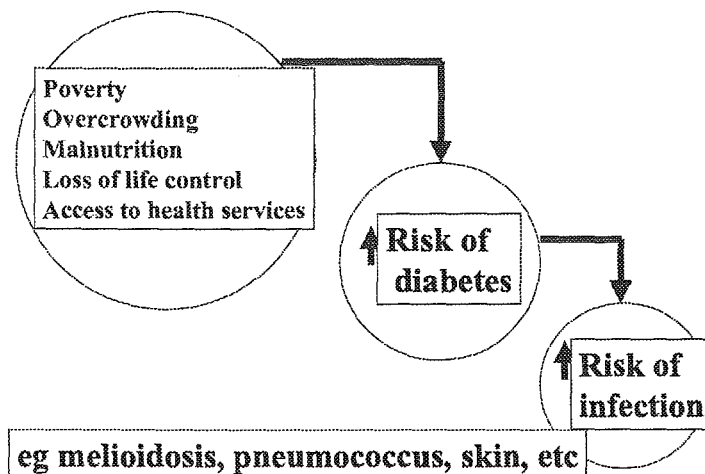 Poverty
Overcrowding
Malnutrition
Loss of life control
Access to health services
Risk of
diabetes
Risk of
infection
eg melioidosis, pneumococcus, skin, etc